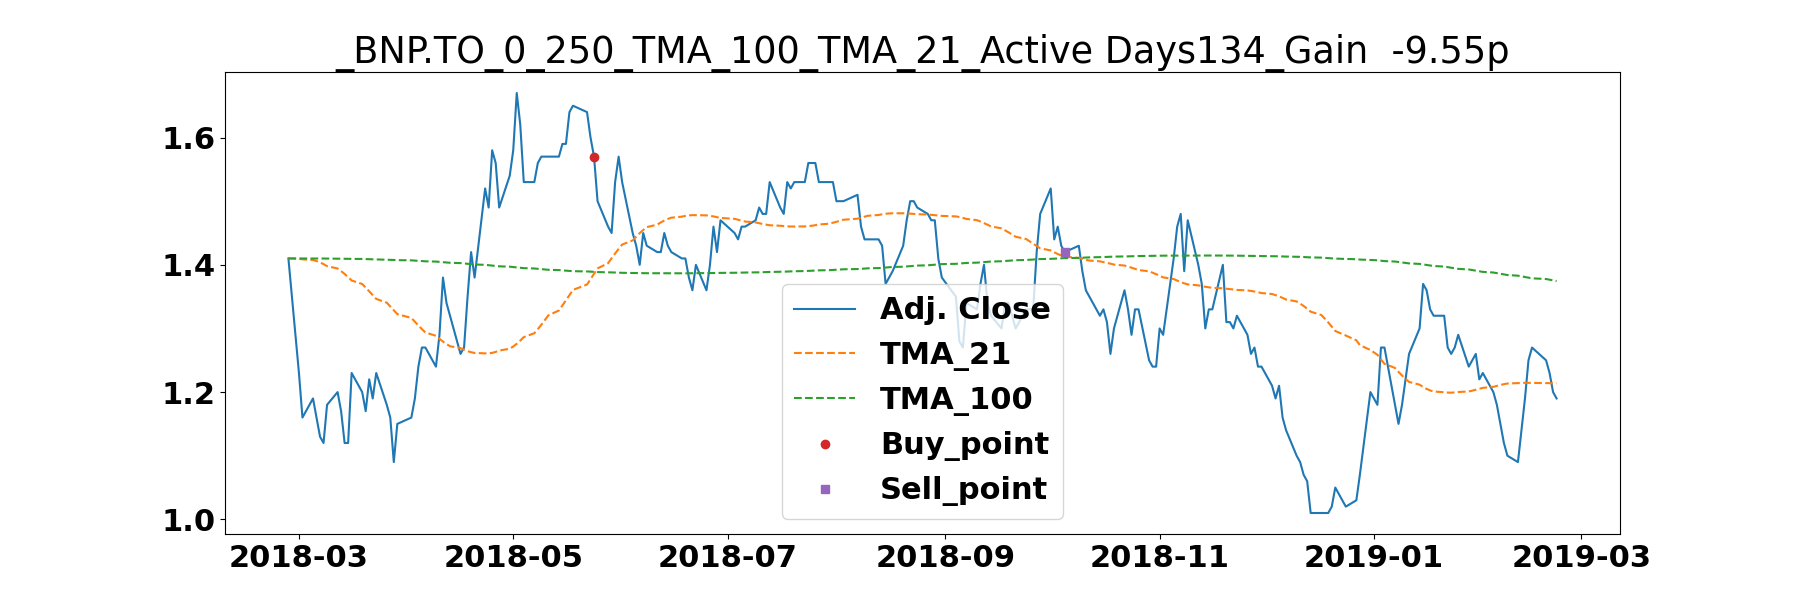 _BNP.TO_0_250_TMA_100_TMA_21_Active Days134_Gain  -9.55p
1.6
1.4
1.2
1.0
Adj. Close
TMA_21
TMA_100
Buy_point
Sell_point
2018-03 2018-05 2018-07 2018-09 2018-11 2019-01 2019-03